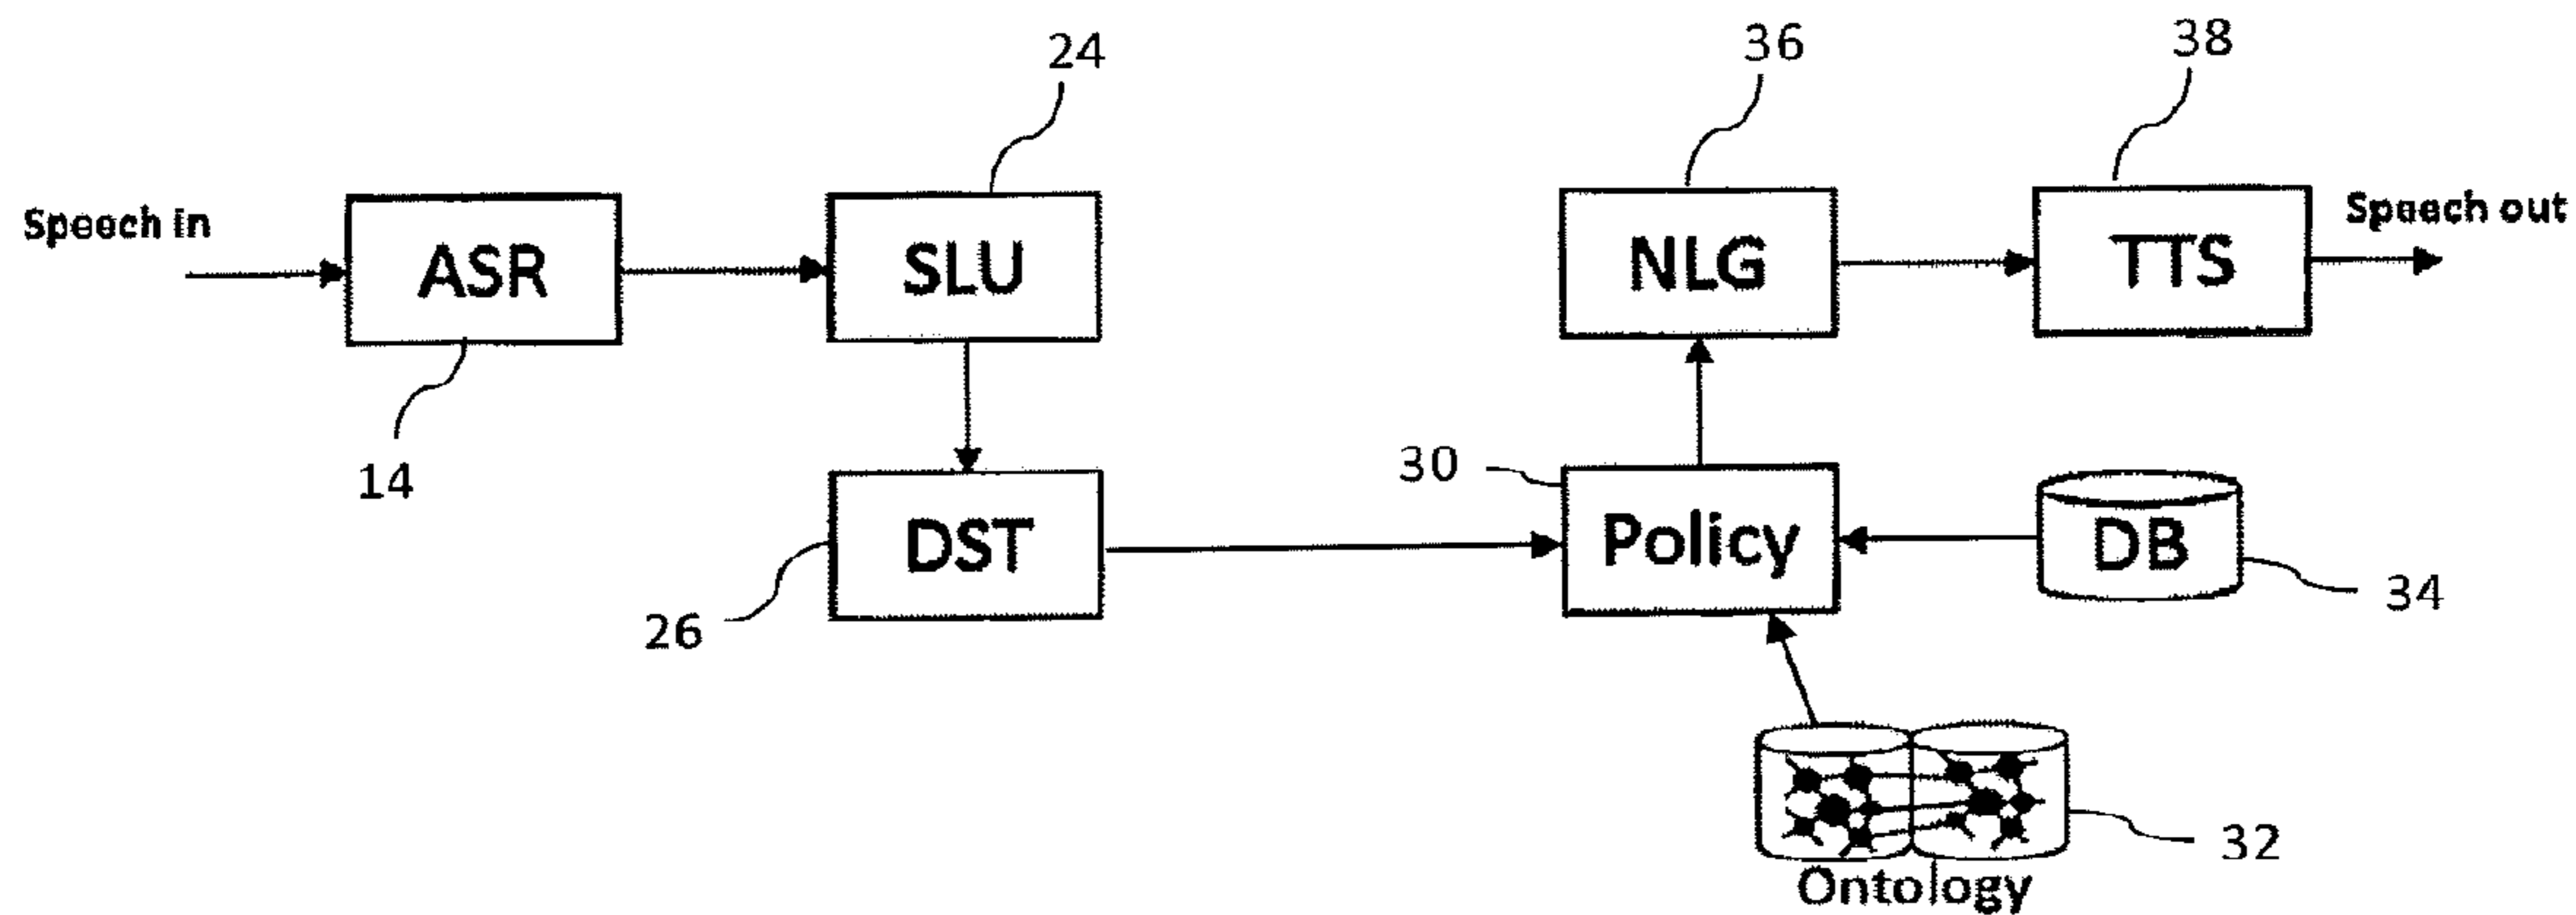 24
36
38
Speech in
ASR
SLU
NLG
TTS
Speech out
14
30
26
DST
Policy
DB
34
32
Ontology